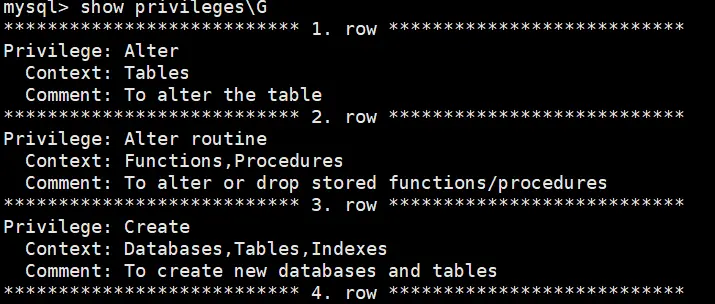 mysql> show privileges\G
*************************** 1. row ***************************
Privilege: Alter
  Context: Tables
  Comment: To alter the table
*************************** 2. row ***************************
Privilege: Alter routine
  Context: Functions,Procedures
  Comment: To alter or drop stored functions/procedures
*************************** 3. row ***************************
Privilege: Create
  Context: Databases,Tables,Indexes
  Comment: To create new databases and tables
*************************** 4. row ***************************